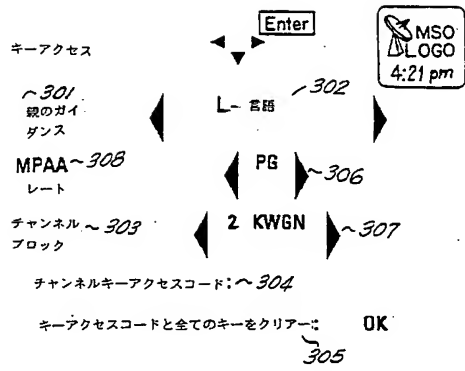 Enter
キーアクセス
MSO
LOGO
4:21 pm
~301
親のガイ
ダンス
L- 言語
~302
MPAA~308
レート
PG
~306
チャンネル~303
ブロック
2 KWGN
~307
チャンネルキーアクセスコード:~304
キーアクセスコードと全てのキーをクリアー: OK
305